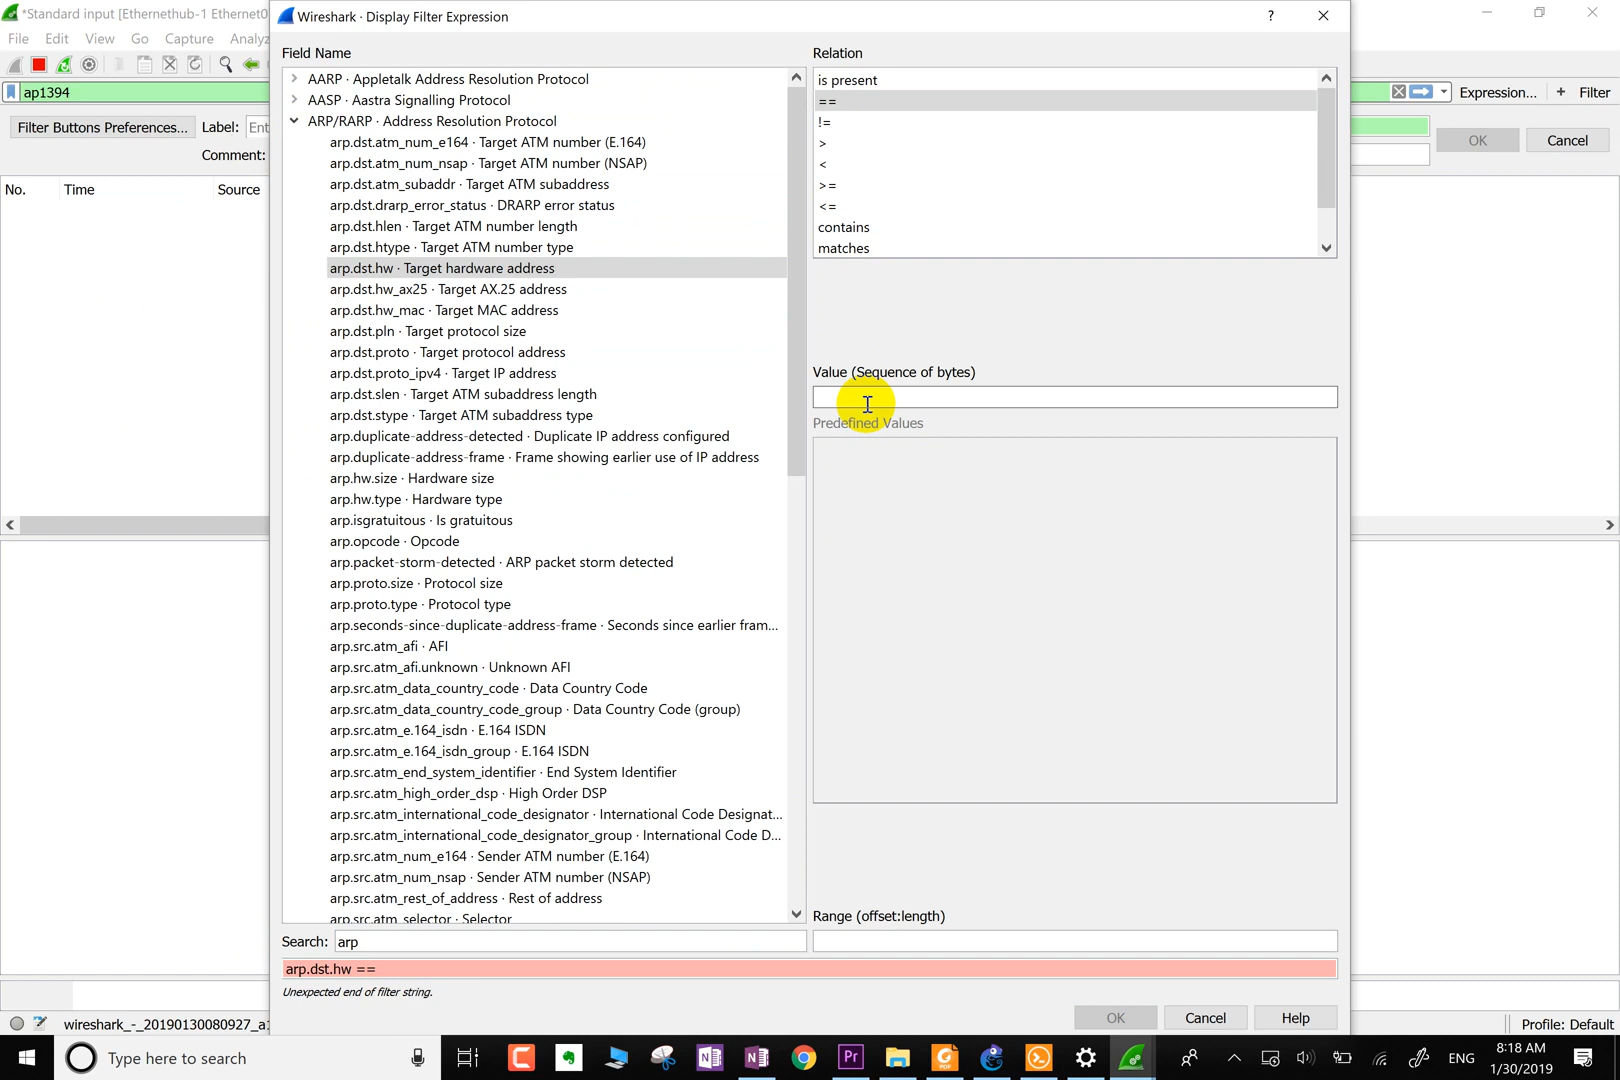 *Standard input [Ethernethub-1 Ethernet0
Wireshark · Display Filter Expression
?
File Edit View Go Capture Analyz
ap1394
Expression... + Filter
Filter Buttons Preferences... Label: Ent
Comment:
OK Cancel
No. Time Source
Field Name
AARP · Appletalk Address Resolution Protocol
AASP · Aastra Signalling Protocol
ARP/RARP · Address Resolution Protocol
arp.dst.atm_num_e164 · Target ATM number (E.164)
arp.dst.atm_num_nsap · Target ATM number (NSAP)
arp.dst.atm_subaddr · Target ATM subaddress
arp.dst.drarp_error_status · DRARP error status
arp.dst.hlen · Target ATM number length
arp.dst.htype · Target ATM number type
arp.dst.hw · Target hardware address
arp.dst.hw_ax25 · Target AX.25 address
arp.dst.hw_mac · Target MAC address
arp.dst.pln · Target protocol size
arp.dst.proto · Target protocol address
arp.dst.proto_ipv4 · Target IP address
arp.dst.slen · Target ATM subaddress length
arp.dst.stype · Target ATM subaddress type
arp.duplicate-address-detected · Duplicate IP address configured
arp.duplicate-address-frame · Frame showing earlier use of IP address
arp.hw.size · Hardware size
arp.hw.type · Hardware type
arp.isgratuitous · Is gratuitous
arp.opcode · Opcode
arp.packet-storm-detected · ARP packet storm detected
arp.proto.size · Protocol size
arp.proto.type · Protocol type
arp.seconds-since-duplicate-address-frame · Seconds since earlier fram...
arp.src.atm_afi · AFI
arp.src.atm_afi.unknown · Unknown AFI
arp.src.atm_data_country_code · Data Country Code
arp.src.atm_data_country_code_group · Data Country Code (group)
arp.src.atm_e.164_isdn · E.164 ISDN
arp.src.atm_e.164_isdn_group · E.164 ISDN
arp.src.atm_end_system_identifier · End System Identifier
arp.src.atm_high_order_dsp · High Order DSP
arp.src.atm_international_code_designator · International Code Designat...
arp.src.atm_international_code_designator_group · International Code D...
arp.src.atm_num_e164 · Sender ATM number (E.164)
arp.src.atm_num_nsap · Sender ATM number (NSAP)
arp.src.atm_rest_of_address · Rest of address
arp.src.atm_selector · Selector
Relation
is present
==
!=
>
<
>=
<=
contains
matches
Value (Sequence of bytes)
Predefined Values
Range (offset:length)
Search: arp
arp.dst.hw ==
Unexpected end of filter string.
OK Cancel Help
wireshark_-_20190130080927_a1
Profile: Default
Type here to search
Pr
PDF
ENG
8:18 AM
1/30/2019